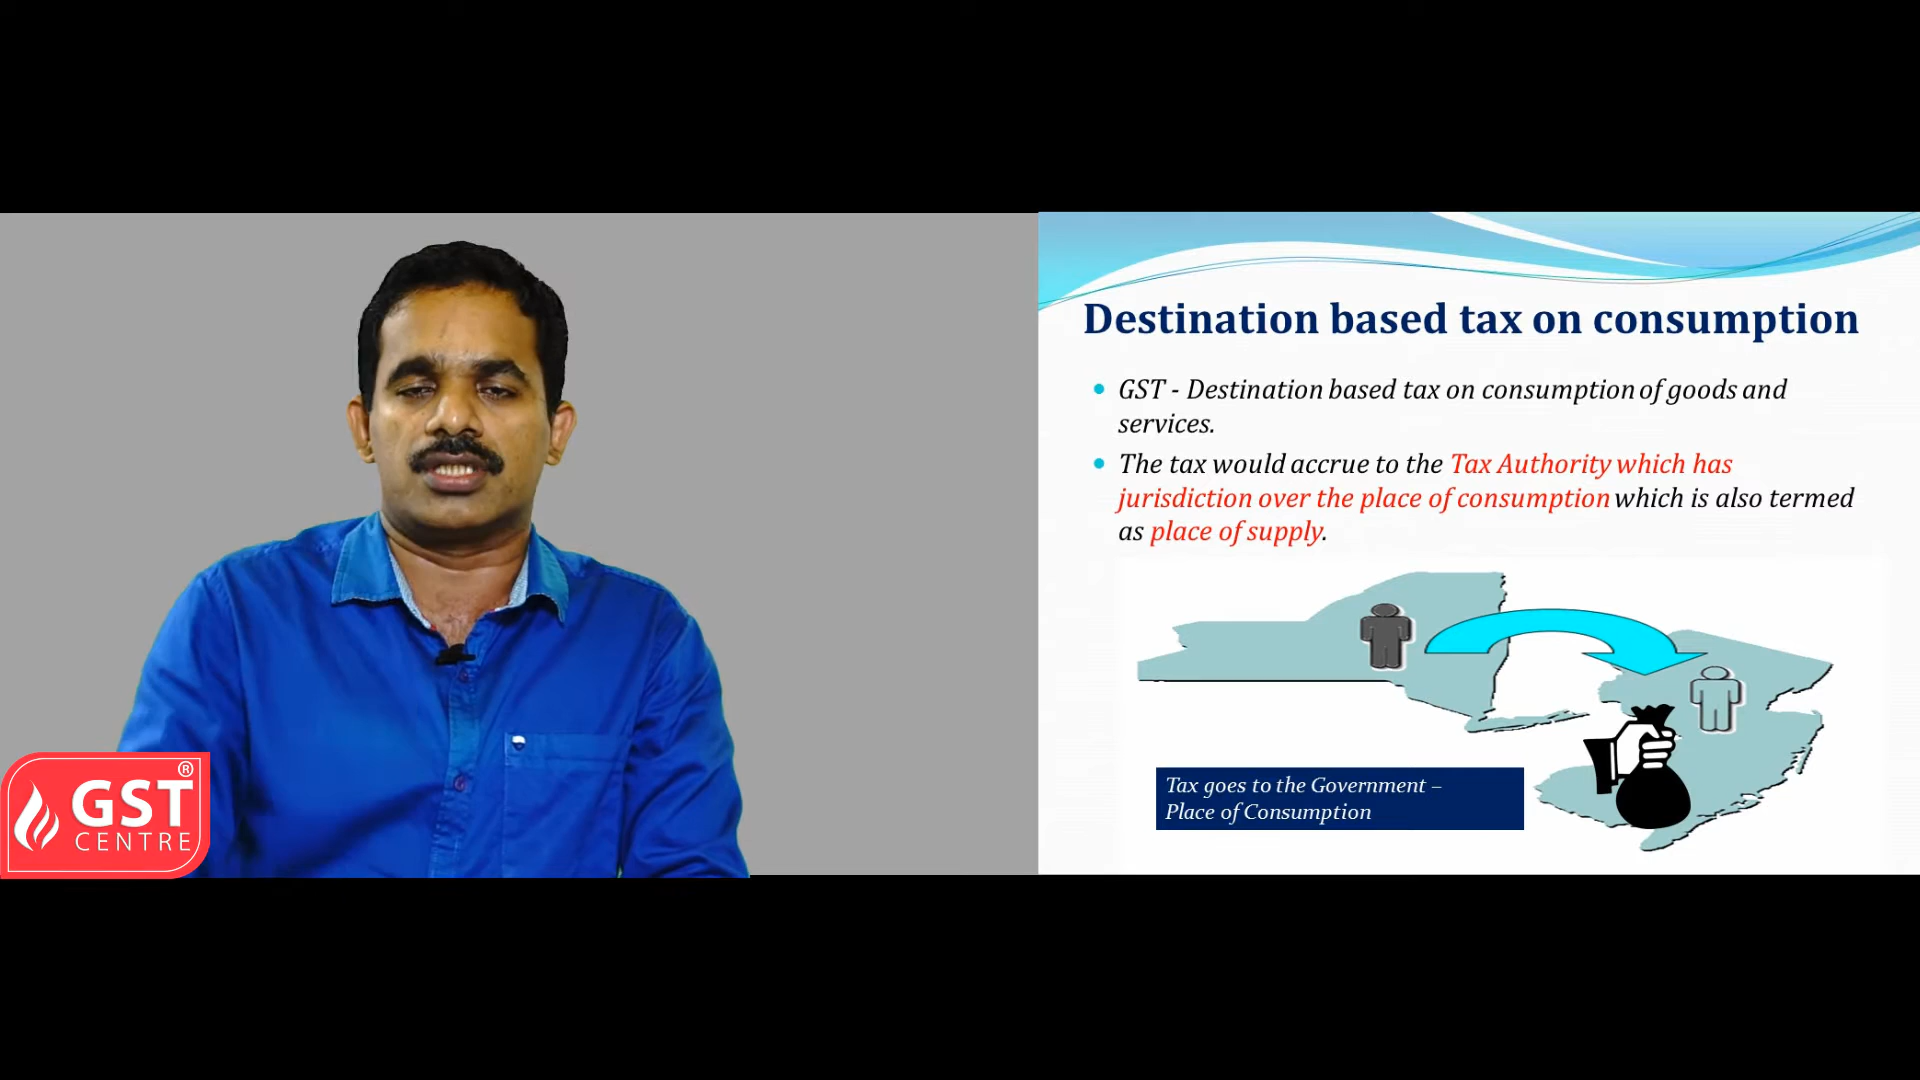 Destination based tax on consumption
GST - Destination based tax on consumption of goods and
services.
The tax would accrue to the Tax Authority which has
jurisdiction over the place of consumption which is also termed
as place of supply.
Tax goes to the Government –
Place of Consumption
GST®
CENTRE